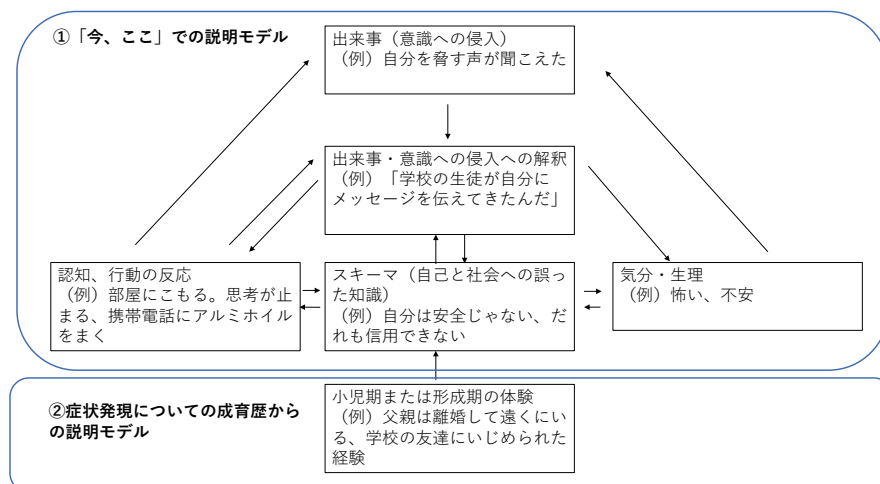 ①「今、ここ」での説明モデル
出来事（意識への侵入）
（例）自分を脅す声が聞こえた
出来事・意識への侵入への解釈
（例）「学校の生徒が自分に
メッセージを伝えてきたんだ」
認知、行動の反応
（例）部屋にこもる。思考が止
まる、携帯電話にアルミホイル
をまく
スキーマ（自己と社会への誤っ
た知識）
（例）自分は安全じゃない、だ
れも信用できない
気分・生理
（例）怖い、不安
②症状発現についての成育歴から
の説明モデル
小児期または形成期の体験
（例）父親は離婚して遠くにい
る、学校の友達にいじめられた
経験